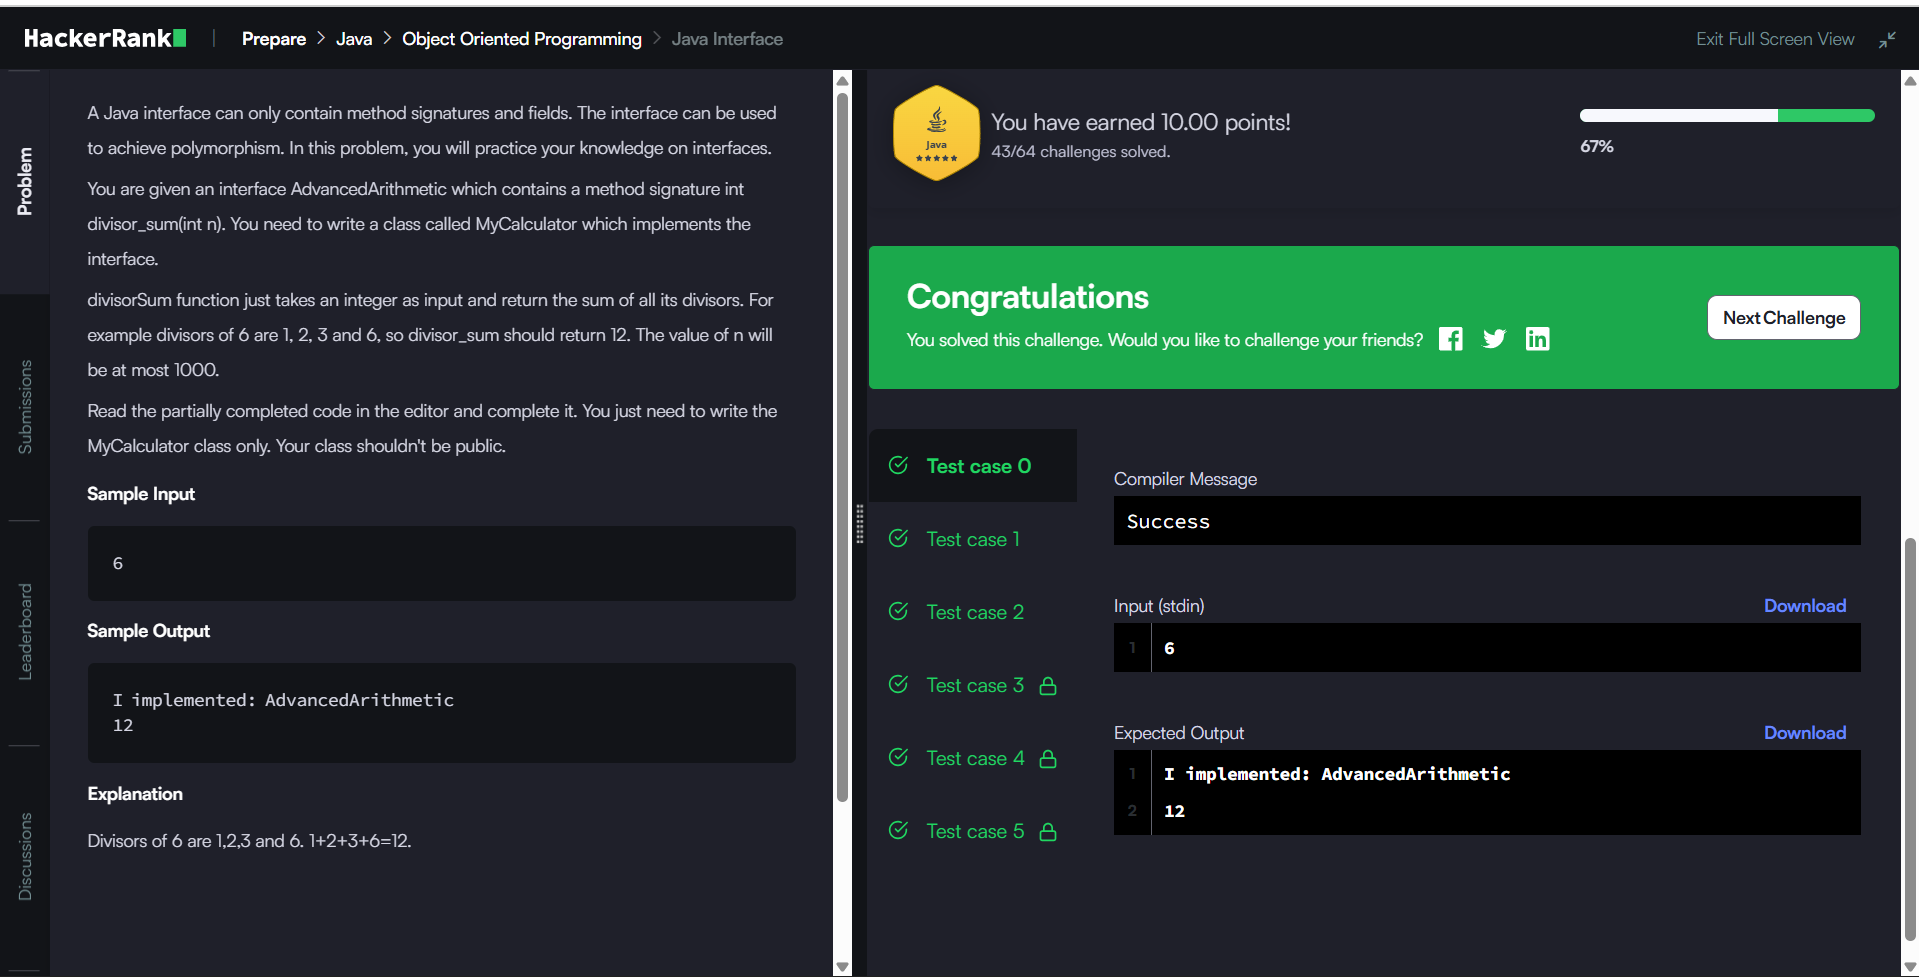 HackerRank
Prepare > Java > Object Oriented Programming > Java Interface
Exit Full Screen View
Problem
Submissions
Leaderboard
Discussions
A Java interface can only contain method signatures and fields. The interface can be used
to achieve polymorphism. In this problem, you will practice your knowledge on interfaces.
You are given an interface AdvancedArithmetic which contains a method signature int
divisor_sum(int n). You need to write a class called MyCalculator which implements the
interface.
divisorSum function just takes an integer as input and return the sum of all its divisors. For
example divisors of 6 are 1, 2, 3 and 6, so divisor_sum should return 12. The value of n will
be at most 1000.
Read the partially completed code in the editor and complete it. You just need to write the
MyCalculator class only. Your class shouldn't be public.
Sample Input
6
Sample Output
I implemented: AdvancedArithmetic
12
Explanation
Divisors of 6 are 1,2,3 and 6. 1+2+3+6=12.
Java
You have earned 10.00 points!
43/64 challenges solved.
67%
Congratulations
You solved this challenge. Would you like to challenge your friends?
Next Challenge
Test case 0
Test case 1
Test case 2
Test case 3
Test case 4
Test case 5
Compiler Message
Success
Input (stdin)
Download
1 6
Expected Output
Download
1 I implemented: AdvancedArithmetic
2 12